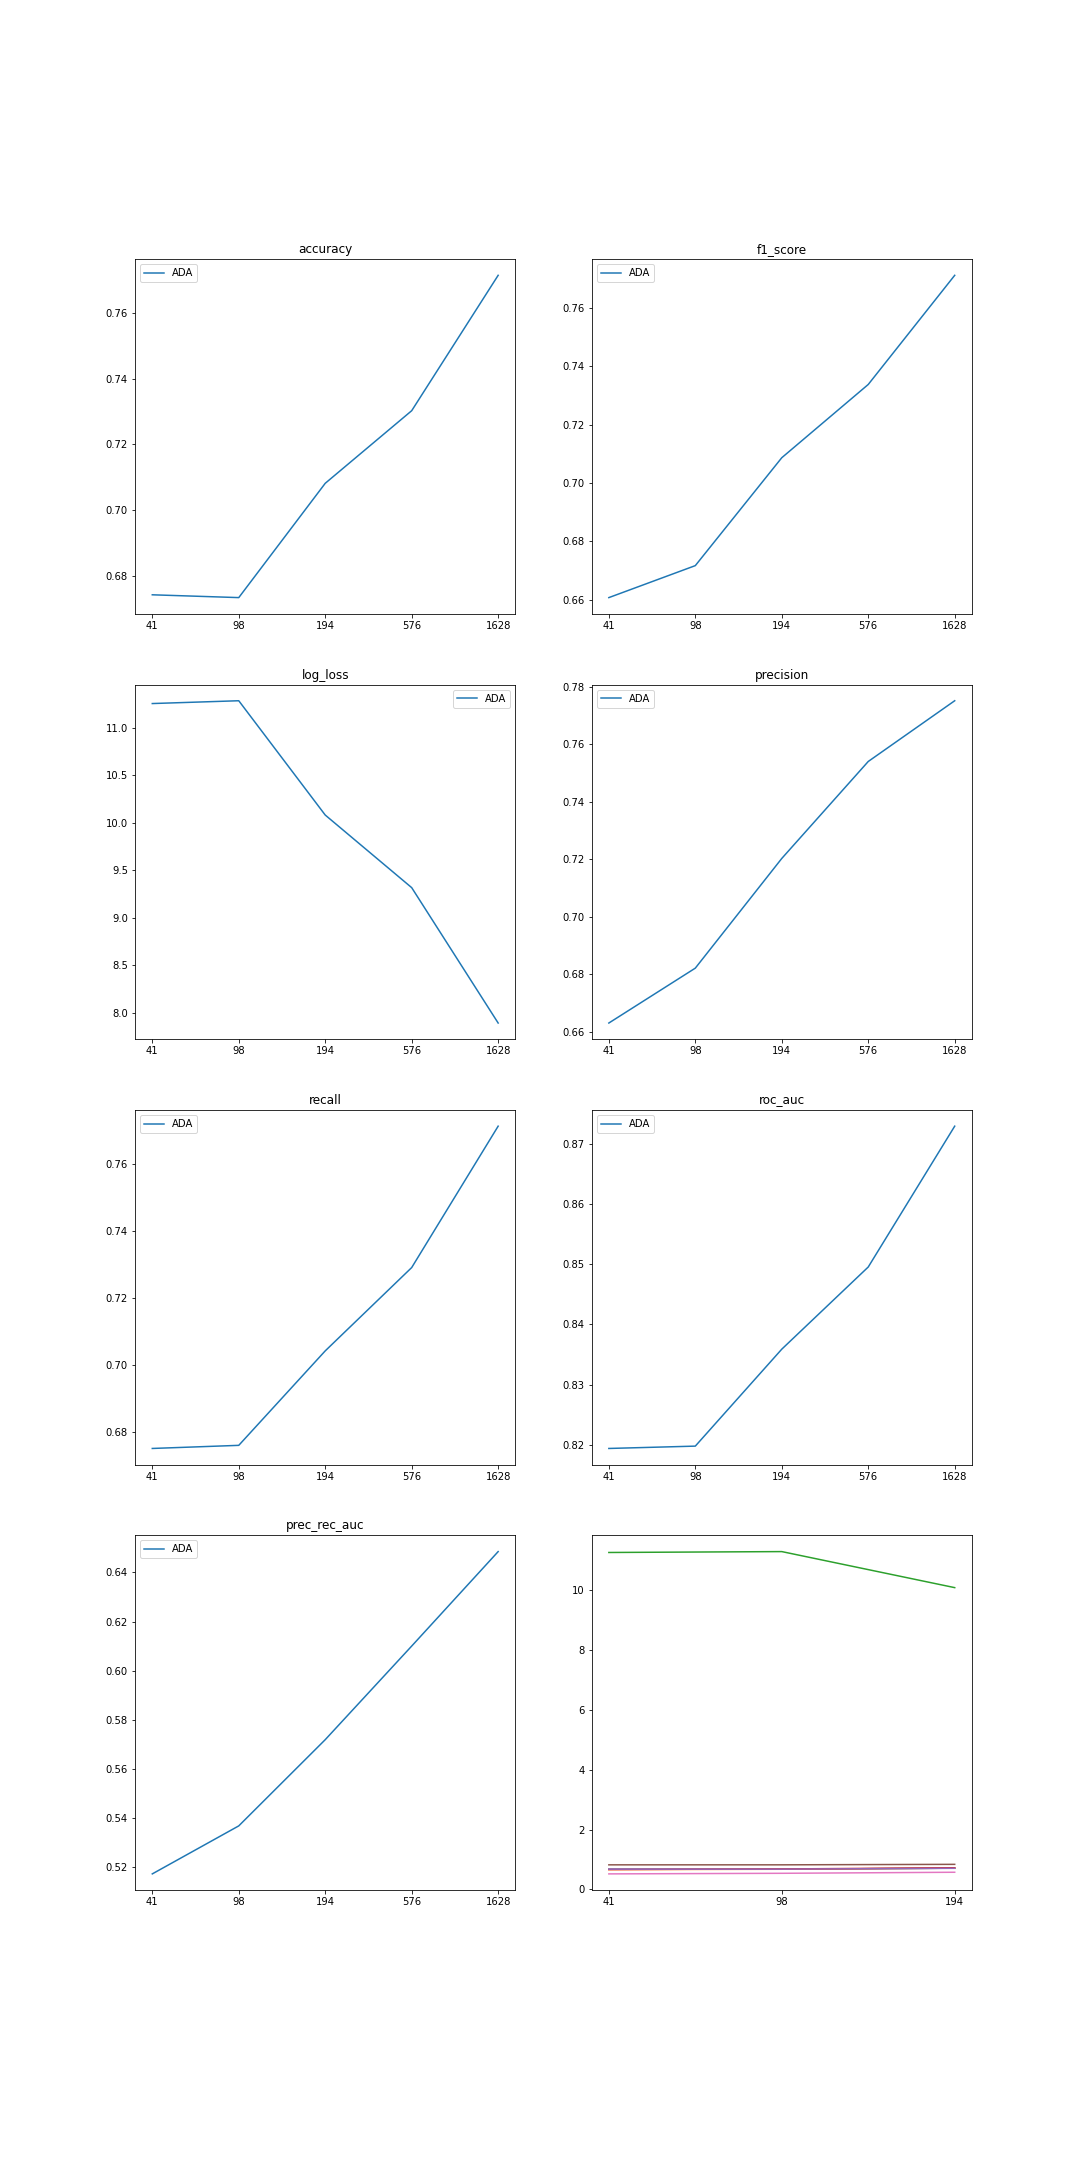 accuracy
ADA
0.76
0.74
0.72
0.70
0.68
41 98 194 576 1628
f1_score
ADA
0.76
0.74
0.72
0.70
0.68
0.66
41 98 194 576 1628
log_loss
ADA
11.0
10.5
10.0
9.5
9.0
8.5
8.0
41 98 194 576 1628
precision
ADA
0.78
0.76
0.74
0.72
0.70
0.68
0.66
41 98 194 576 1628
recall
ADA
0.76
0.74
0.72
0.70
0.68
41 98 194 576 1628
roc_auc
ADA
0.87
0.86
0.85
0.84
0.83
0.82
41 98 194 576 1628
prec_rec_auc
ADA
0.64
0.62
0.60
0.58
0.56
0.54
0.52
41 98 194 576 1628
10
8
6
4
2
0
41 98 194